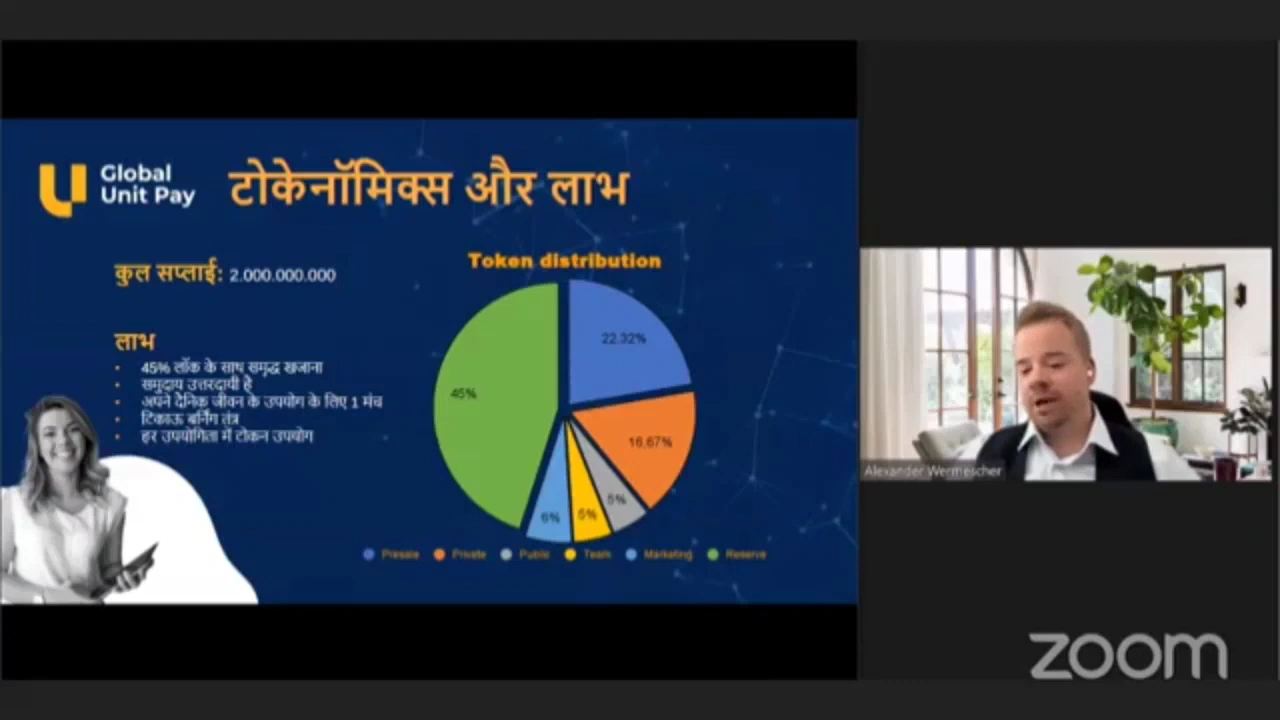 Global
Unit Pay
टोकेनॉमिक्स और लाभ
कुल सप्लाई: 2.000.000.000
लाभ
• 45% लॉक के साथ समृद्ध खजाना
• समुदाय उत्तरदायी है
• अपने दैनिक जीवन के उपयोग के लिए 1 मंच
• टिकाऊ बर्निंग तंत्र
• हर उपयोगिता में टोकन उपयोग
Token distribution
22.32%
45%
16.67%
5%
5%
6%
Presale Private Public Team Marketing Reserve
Alexander Wermescher
zoom